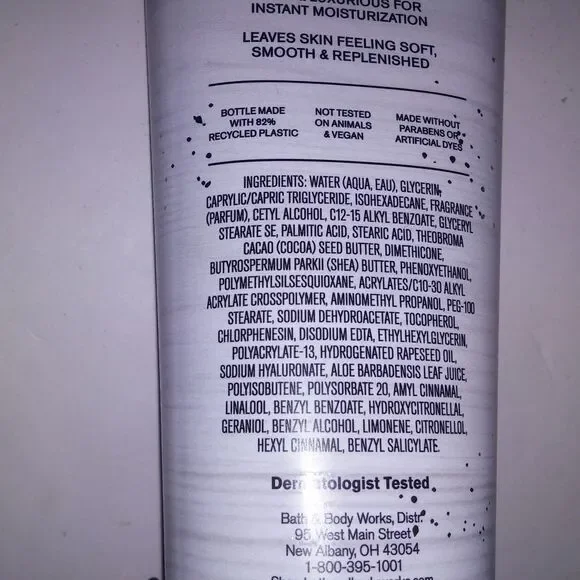 LUXURIOUS FOR
INSTANT MOISTURIZATION
LEAVES SKIN FEELING SOFT,
SMOOTH & REPLENISHED
BOTTLE MADE
WITH 82%
RECYCLED PLASTIC
NOT TESTED
ON ANIMALS
& VEGAN
MADE WITHOUT
PARABENS OR
ARTIFICIAL DYES
INGREDIENTS: WATER (AQUA, EAU), GLYCERIN,
CAPRYLIC/CAPRIC TRIGLYCERIDE, ISOHEXADECANE, FRAGRANCE
(PARFUM), CETYL ALCOHOL, C12-15 ALKYL BENZOATE, GLYCERYL
STEARATE SE, PALMITIC ACID, STEARIC ACID, THEOBROMA
CACAO (COCOA) SEED BUTTER, DIMETHICONE,
BUTYROSPERMUM PARKII (SHEA) BUTTER, PHENOXYETHANOL,
POLYMETHYLSILSESQUIOXANE, ACRYLATES/C10-30 ALKYL
ACRYLATE CROSSPOLYMER, AMINOMETHYL PROPANOL, PEG-100
STEARATE, SODIUM DEHYDROACETATE, TOCOPHEROL,
CHLORPHENESIN, DISODIUM EDTA, ETHYLHEXYLGLYCERIN,
POLYACRYLATE-13, HYDROGENATED RAPESEED OIL,
SODIUM HYALURONATE, ALOE BARBADENSIS LEAF JUICE,
POLYISOBUTENE, POLYSORBATE 20, AMYL CINNAMAL,
LINALOOL, BENZYL BENZOATE, HYDROXYCITRONELLAL,
GERANIOL, BENZYL ALCOHOL, LIMONENE, CITRONELLOL,
HEXYL CINNAMAL, BENZYL SALICYLATE.
Dermatologist Tested
Bath & Body Works, Distr.
95 West Main Street
New Albany, OH 43054
1-800-395-1001